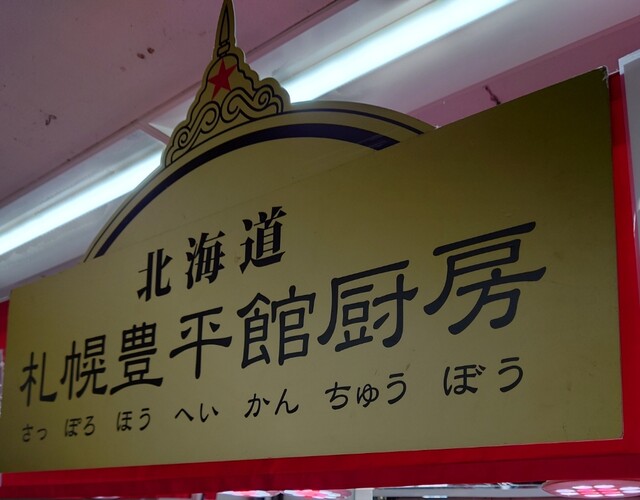 北海道
札幌豊平館厨房
さっ ぽろ ほう へい かん ちゅう ぼう